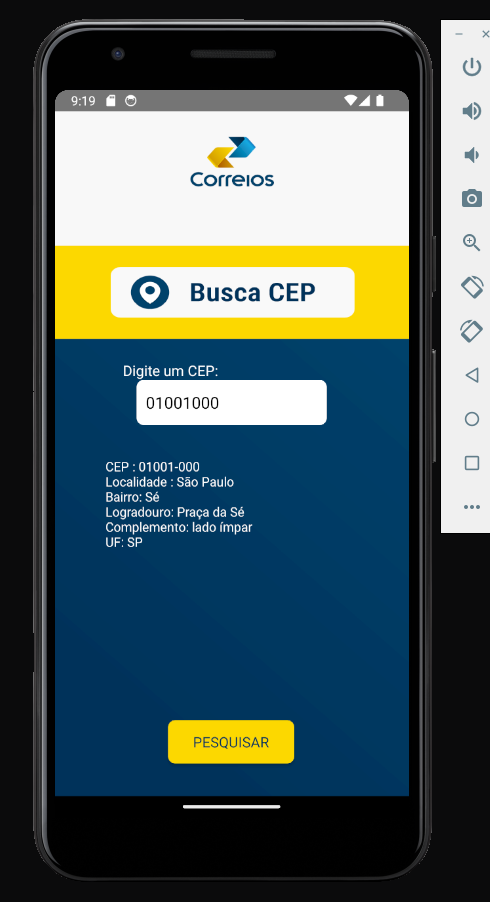 9:19
Correios
Busca CEP
Digite um CEP:
01001000
CEP : 01001-000
Localidade : São Paulo
Bairro: Sé
Logradouro: Praça da Sé
Complemento: lado ímpar
UF: SP
PESQUISAR